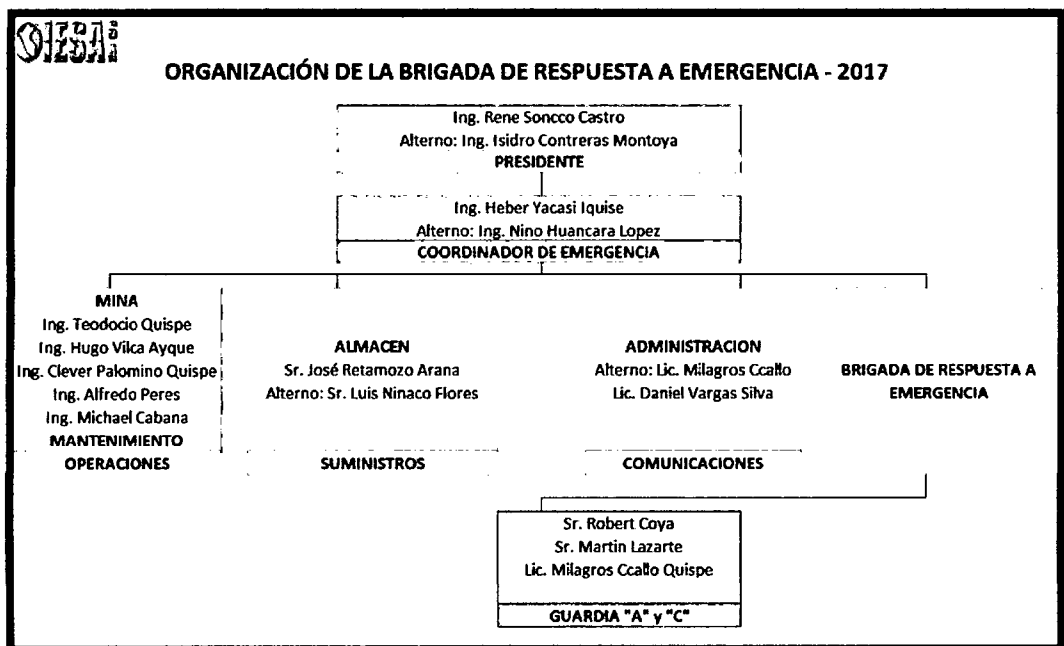 IESA S.A.
ORGANIZACIÓN DE LA BRIGADA DE RESPUESTA A EMERGENCIA - 2017
Ing. Rene Soncco Castro
Alterno: Ing. Isidro Contreras Montoya
PRESIDENTE
Ing. Heber Yacasi Iquise
Alterno: Ing. Nino Huancara Lopez
COORDINADOR DE EMERGENCIA
MINA
Ing. Teodocio Quispe
Ing. Hugo Vilca Ayque
Ing. Clever Palomino Quispe
Ing. Alfredo Peres
Ing. Michael Cabana
MANTENIMIENTO
OPERACIONES
ALMACEN
Sr. José Retamozo Arana
Alterno: Sr. Luis Ninaco Flores
SUMINISTROS
ADMINISTRACION
Alterno: Lic. Milagros Ccallo
Lic. Daniel Vargas Silva
COMUNICACIONES
BRIGADA DE RESPUESTA A
EMERGENCIA
Sr. Robert Coya
Sr. Martin Lazarte
Lic. Milagros Ccallo Quispe
GUARDIA "A" y "C"